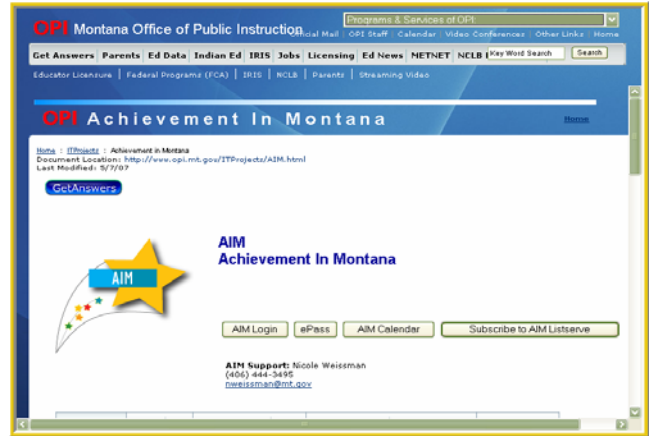 Programs & Services of OPI:
OPI Montana Office of Public Instruction
Mail | OPI Staff | Calendar | Video Conferences | Other Links | Home
Get Answers Parents Ed Data Indian Ed IRIS Jobs Licensing Ed News METNET NCLB Key Word Search Search
Educator Licensure | Federal Programs (FCA) | IRIS | NCLB | Parents | Streaming Video
OPI Achievement In Montana Home
Home : ITProjects : Achievement in Montana
Document Location: http://www.opi.mt.gov/ITProjects/AIM.html
Last Modified: 5/7/07
GetAnswers
AIM
Achievement In Montana
AIM
AIM Login ePass AIM Calendar Subscribe to AIM Listserve
AIM Support: Nicole Weissman
(406) 444-3495
nweissman@mt.gov